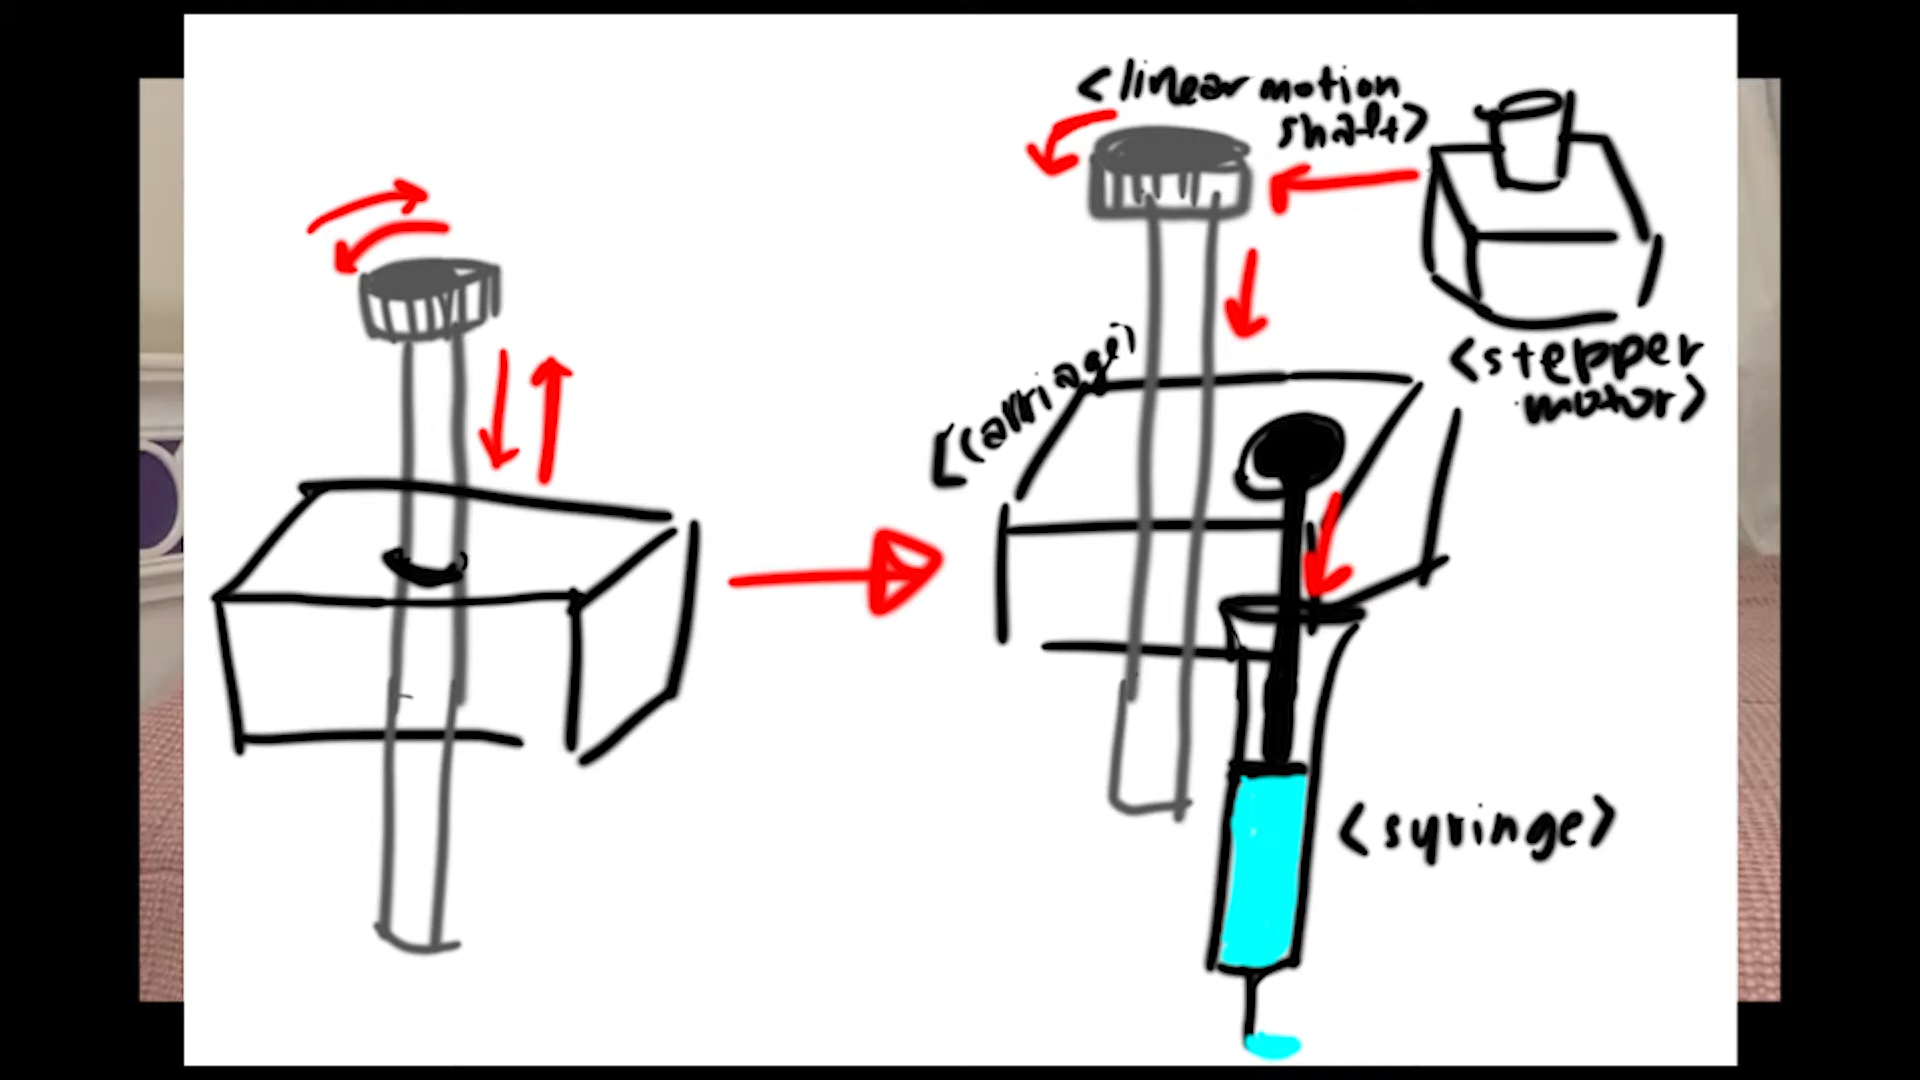 <linear motion
shaft>
[carriage]
<stepper
motor>
<syringe>